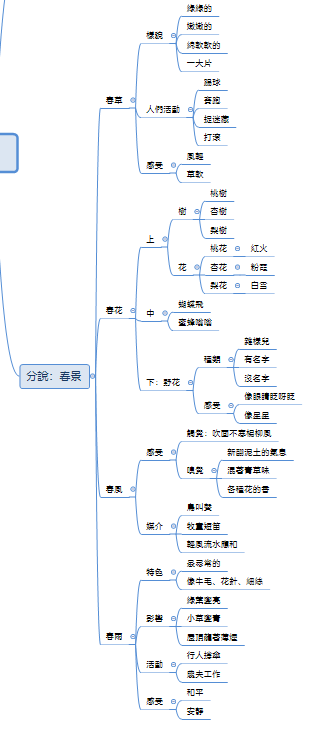 綠綠的
嫩嫩的
樣貌
綿軟軟的
一大片
踢球
春草
人們活動
賽跑
捉迷藏
打滾
風輕
感受
草軟
桃樹
樹
杏樹
梨樹
上
桃花
紅火
花
杏花
粉霞
梨花
白雪
春花
中
蝴蝶飛
蜜蜂嗡嗡
雜樣兒
種類
有名字
下：野花
沒名字
分說：春景
像眼睛眨呀眨
感受
像星星
觸覺：吹面不寒楊柳風
感受
新翻泥土的氣息
嗅覺
混著青草味
各種花的香
春風
鳥叫聲
媒介
牧童短笛
輕風流水應和
最尋常的
特色
像牛毛、花針、細絲
綠葉變亮
影響
小草變青
春雨
屋頂籠著薄煙
行人撐傘
活動
農夫工作
和平
感受
安靜